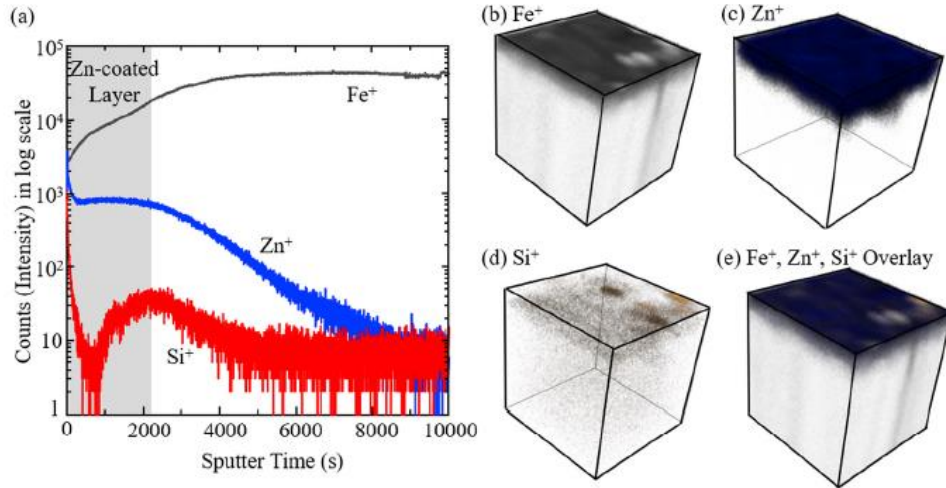 (a)
Counts (Intensity) in log scale
10⁵
10⁴
10³
10²
10
1
Zn-coated
Layer
Fe⁺
Zn⁺
Si⁺
0
2000
4000
6000
8000
10000
Sputter Time (s)
(b) Fe⁺
(c) Zn⁺
(d) Si⁺
(e) Fe⁺, Zn⁺, Si⁺ Overlay